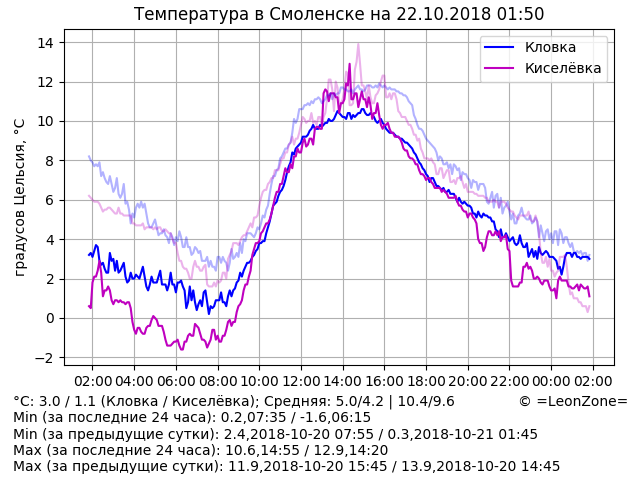 Температура в Смоленске на 22.10.2018 01:50
градусов Цельсия, °C
14
12
10
8
6
4
2
0
−2
Кловка
Киселёвка
02:00 04:00 06:00 08:00 10:00 12:00 14:00 16:00 18:00 20:00 22:00 00:00 02:00
°C: 3.0 / 1.1 (Кловка / Киселёвка); Средняя: 5.0/4.2 | 10.4/9.6 © =LeonZone=
Min (за последние 24 часа): 0.2,07:35 / -1.6,06:15
Min (за предыдущие сутки): 2.4,2018-10-20 07:55 / 0.3,2018-10-21 01:45
Max (за последние 24 часа): 10.6,14:55 / 12.9,14:20
Max (за предыдущие сутки): 11.9,2018-10-20 15:45 / 13.9,2018-10-20 14:45